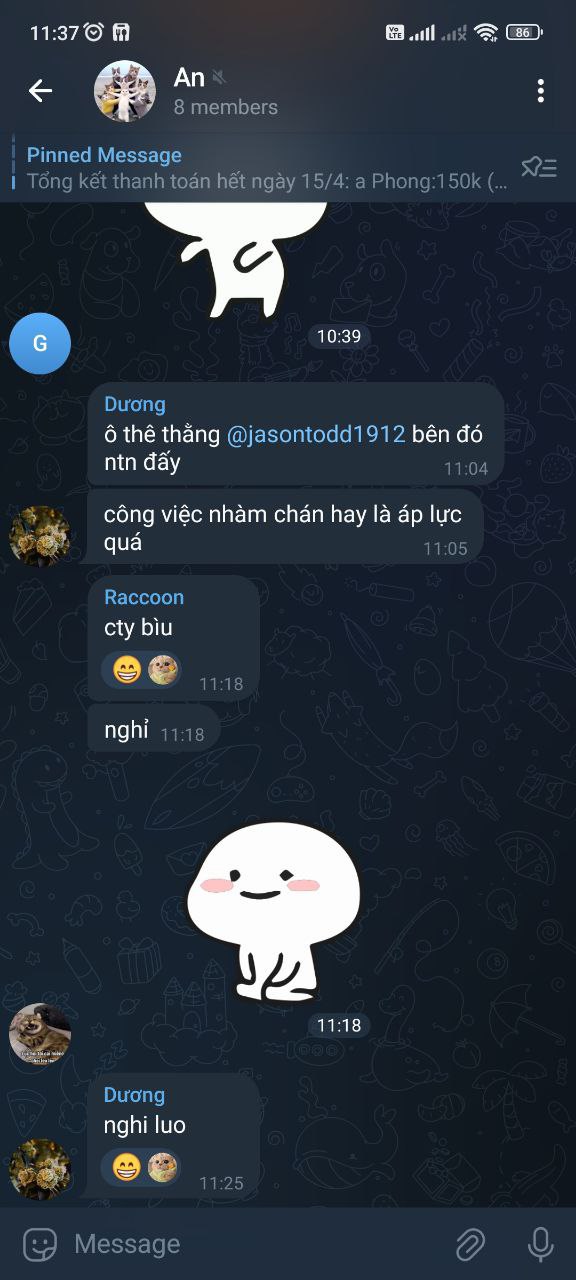 11:37
Vo
LTE
86
An
8 members
Pinned Message
Tổng kết thanh toán hết ngày 15/4: a Phong:150k (...
10:39
G
Dương
ô thê thằng @jasontodd1912 bên đó
ntn đấy
11:04
công việc nhàm chán hay là áp lực
quá
11:05
Raccoon
cty bìu
11:18
nghỉ
11:18
11:18
Dương
nghi luo
11:25
Message